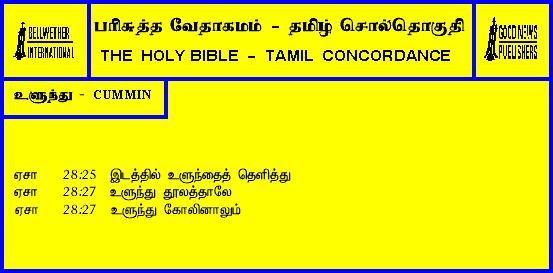 BELLWETHER
INTERNATIONAL
பரிசுத்த வேதாகமம் - தமிழ் சொல்தொகுதி
THE HOLY BIBLE - TAMIL CONCORDANCE
GOOD NEWS
PUBLISHERS
உளுந்து - CUMMIN
ஏசா 28:25 இடத்தில் உளுந்தைத் தெளித்து
ஏசா 28:27 உளுந்து தூலத்தாலே
ஏசா 28:27 உளுந்து கோலினாலும்